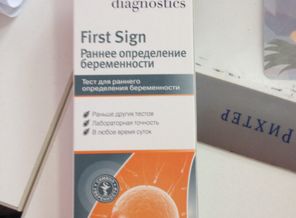 diagnostics
First Sign
Раннее определение
беременности
Тест для раннего
определения беременности
Раньше других тестов
Лабораторная точность
В любое время суток
РИХТЕР